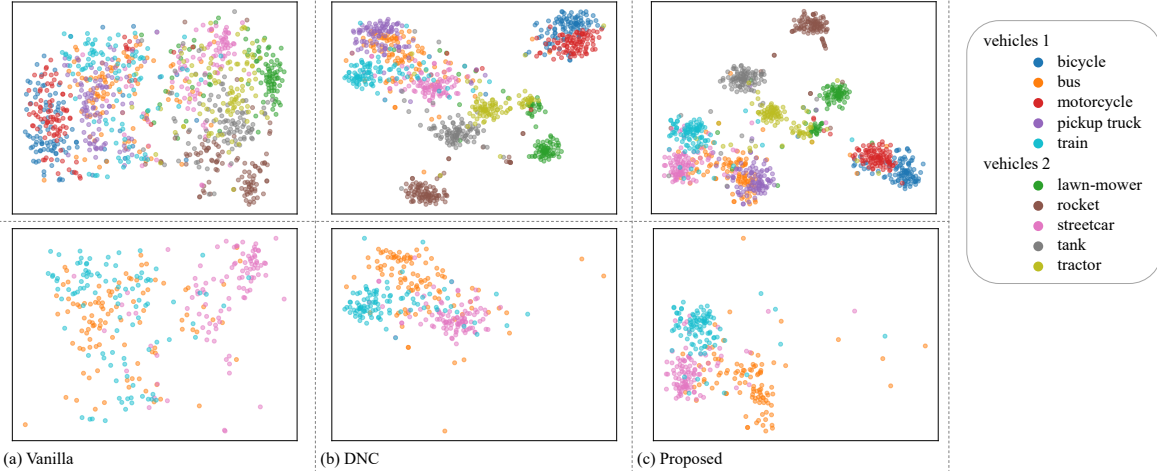 vehicles 1
bicycle
bus
motorcycle
pickup truck
train
vehicles 2
lawn-mower
rocket
streetcar
tank
tractor
(a) Vanilla
(b) DNC
(c) Proposed